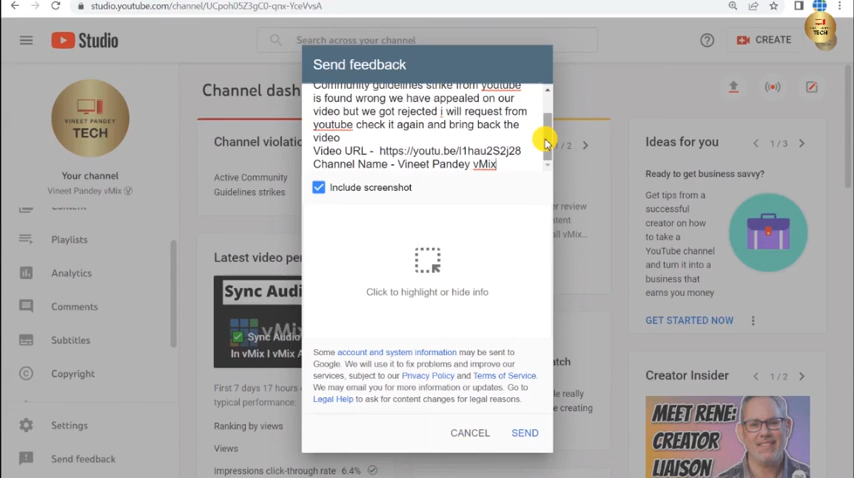 studio.youtube.com/channel/UCpoh05Z3gC0-qnx-YceVvsA
Studio
Search across your channel
CREATE
VINEET PANDEY
TECH
Your channel
Vineet Pandey vMix
Playlists
Analytics
Comments
Subtitles
Copyright
Settings
Send feedback
Channel dash
Channel violatio
Active Community
Guidelines strikes
Latest video per
Sync Audi
Sync Audio
In vMix I vMix A
First 7 days 17 hours
typical performance:
Ranking by views
Views
Impressions click-through rate 6.4%
Send feedback
Community guidelines strike from youtube
is found wrong we have appealed on our
video but we got rejected i will request from
youtube check it again and bring back the
video
Video URL - https://youtu.be/l1hau2S2j28
Channel Name - Vineet Pandey vMix
Include screenshot
Click to highlight or hide info
Some account and system information may be sent to
Google. We will use it to fix problems and improve our
services, subject to our Privacy Policy and Terms of Service.
We may email you for more information or updates. Go to
Legal Help to ask for content changes for legal reasons.
CANCEL
SEND
/ 2
er review
ontent
all vMix...
atch
le really
creating
Ideas for you
1 / 3
Ready to get business savvy?
Get tips from a
successful
creator on how
to take a
YouTube channel
and turn it into a
business that
earns you money
GET STARTED NOW
Creator Insider
1 / 2
MEET RENE:
CREATOR
LIAISON